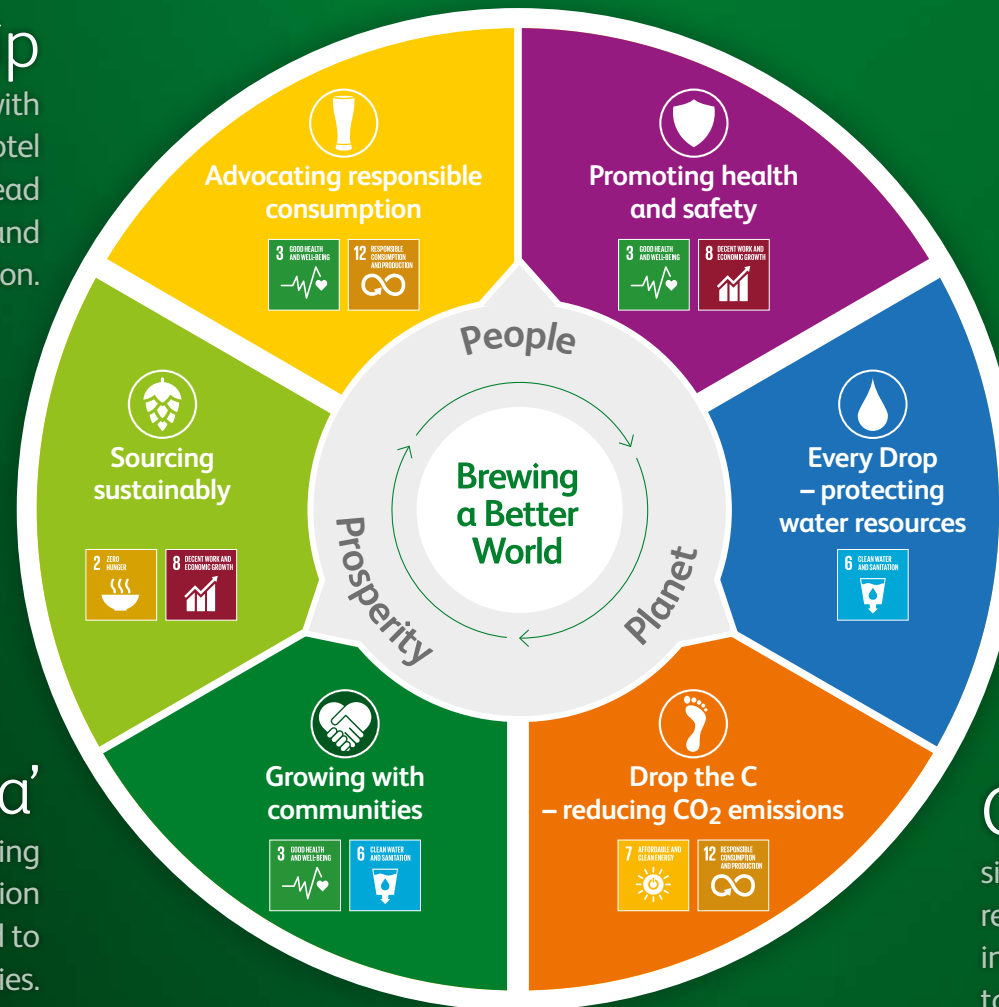 with
and
on.
Advocating responsible
consumption
3 GOOD HEALTH
AND WELL-BEING
12 RESPONSIBLE
CONSUMPTION
AND PRODUCTION
Promoting health
and safety
3 GOOD HEALTH
AND WELL-BEING
8 DECENT WORK AND
ECONOMIC GROWTH
Sourcing
sustainably
2 ZERO
HUNGER
8 DECENT WORK AND
ECONOMIC GROWTH
People
Brewing
a Better
World
Prosperity
Planet
Every Drop
– protecting
water resources
6 CLEAN WATER
AND SANITATION
Growing with
communities
3 GOOD HEALTH
AND WELL-BEING
6 CLEAN WATER
AND SANITATION
Drop the C
– reducing CO2 emissions
7 AFFORDABLE AND
CLEAN ENERGY
12 RESPONSIBLE
CONSUMPTION
AND PRODUCTION
a’
to